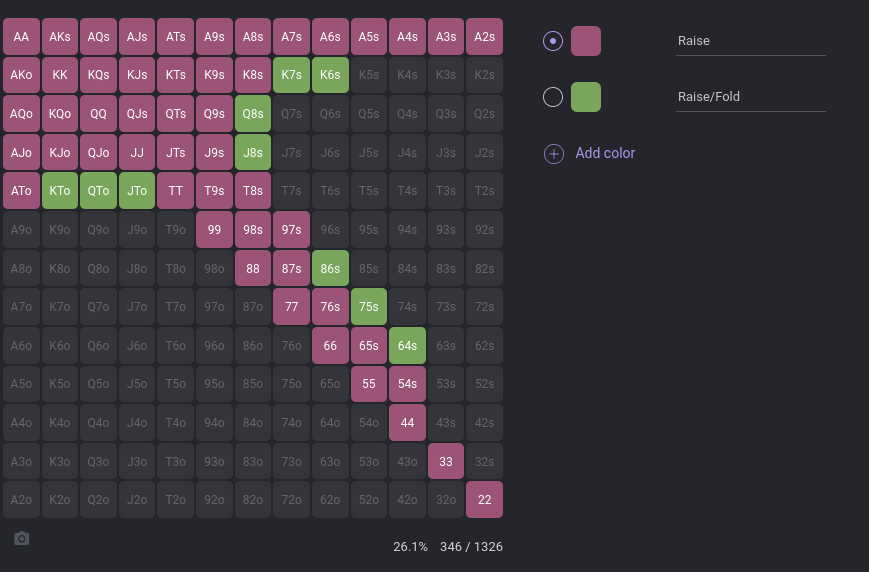 AA AKs AQs AJs ATs A9s A8s A7s A6s A5s A4s A3s A2s
AKo KK KQs KJs KTs K9s K8s K7s K6s K5s K4s K3s K2s
AQo KQo QQ QJs QTs Q9s Q8s Q7s Q6s Q5s Q4s Q3s Q2s
AJo KJo QJo JJ JTs J9s J8s J7s J6s J5s J4s J3s J2s
ATo KTo QTo JTo TT T9s T8s T7s T6s T5s T4s T3s T2s
A9o K9o Q9o J9o T9o 99 98s 97s 96s 95s 94s 93s 92s
A8o K8o Q8o J8o T8o 98o 88 87s 86s 85s 84s 83s 82s
A7o K7o Q7o J7o T7o 97o 87o 77 76s 75s 74s 73s 72s
A6o K6o Q6o J6o T6o 96o 86o 76o 66 65s 64s 63s 62s
A5o K5o Q5o J5o T5o 95o 85o 75o 65o 55 54s 53s 52s
A4o K4o Q4o J4o T4o 94o 84o 74o 64o 54o 44 43s 42s
A3o K3o Q3o J3o T3o 93o 83o 73o 63o 53o 43o 33 32s
A2o K2o Q2o J2o T2o 92o 82o 72o 62o 52o 42o 32o 22
26.1% 346 / 1326
Raise
Raise/Fold
Add color